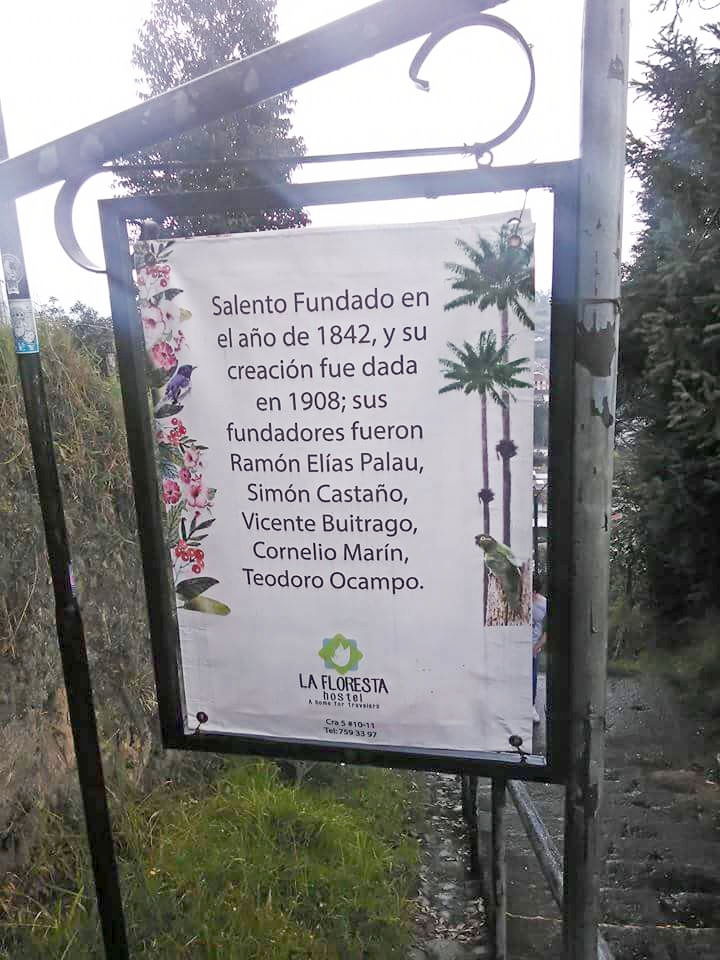 Salento Fundado en
el año de 1842, y su
creación fue dada
en 1908; sus
fundadores fueron
Ramón Elías Palau,
Simón Castaño,
Vicente Buitrago,
Cornelio Marín,
Teodoro Ocampo.
LA FLORESTA
hostel
A home for travelers
Cra 5 #10-11
Tel: 759 33 97